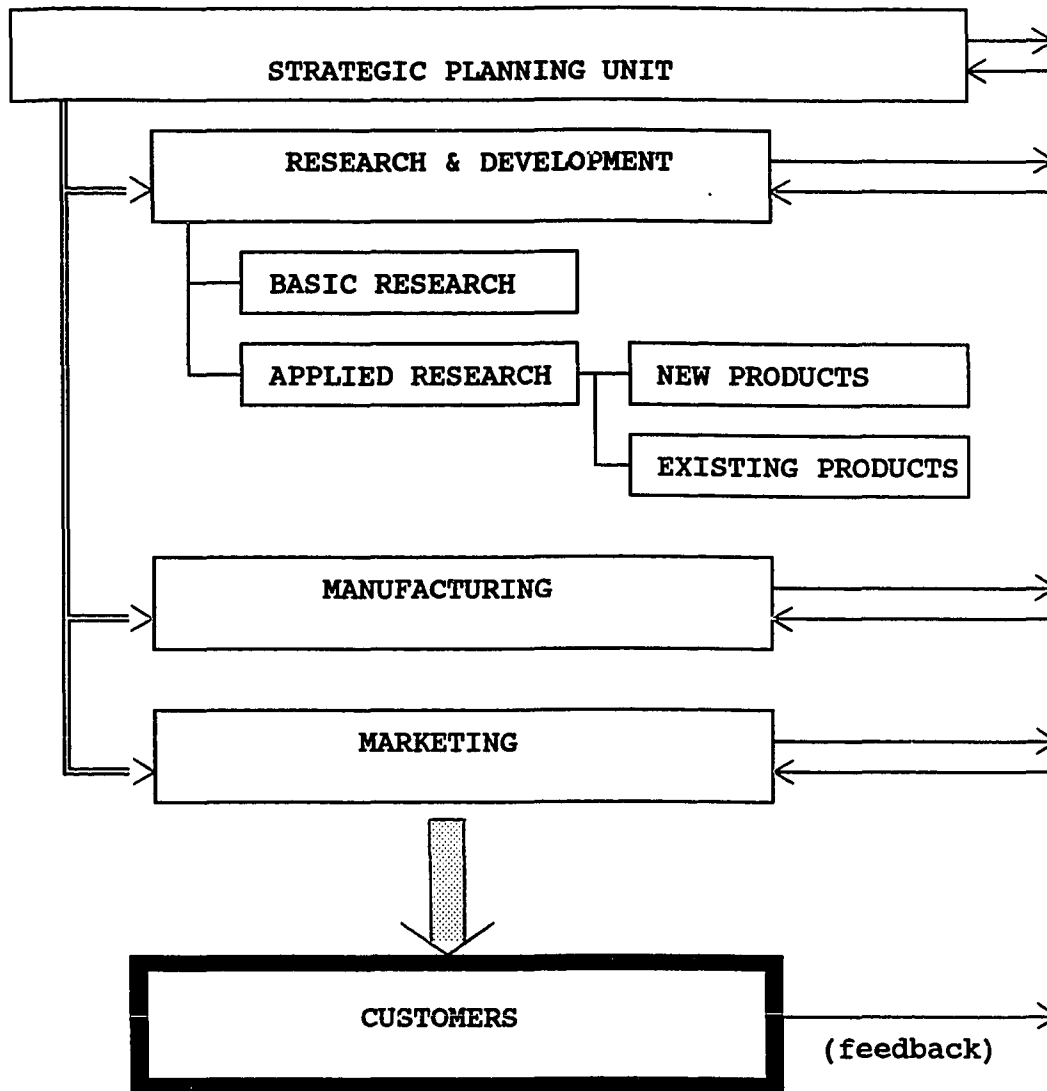 STRATEGIC PLANNING UNIT
RESEARCH & DEVELOPMENT
BASIC RESEARCH
APPLIED RESEARCH
NEW PRODUCTS
EXISTING PRODUCTS
MANUFACTURING
MARKETING
CUSTOMERS
(feedback)